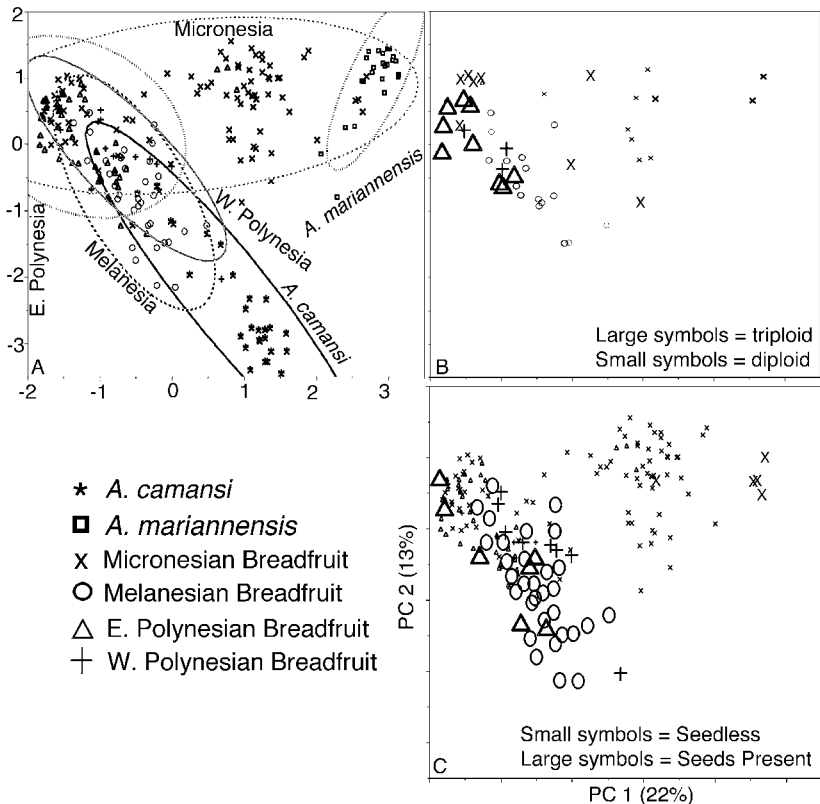 2
1
0
-1
-2
-3
-2
-1
0
1
2
3
Micronesia
A. mariannensis
W. Polynesia
A. camansi
Melanesia
E. Polynesia
A
Large symbols = triploid
Small symbols = diploid
B
A. camansi
A. mariannensis
Micronesian Breadfruit
Melanesian Breadfruit
E. Polynesian Breadfruit
W. Polynesian Breadfruit
PC 2 (13%)
Small symbols = Seedless
Large symbols = Seeds Present
C
PC 1 (22%)